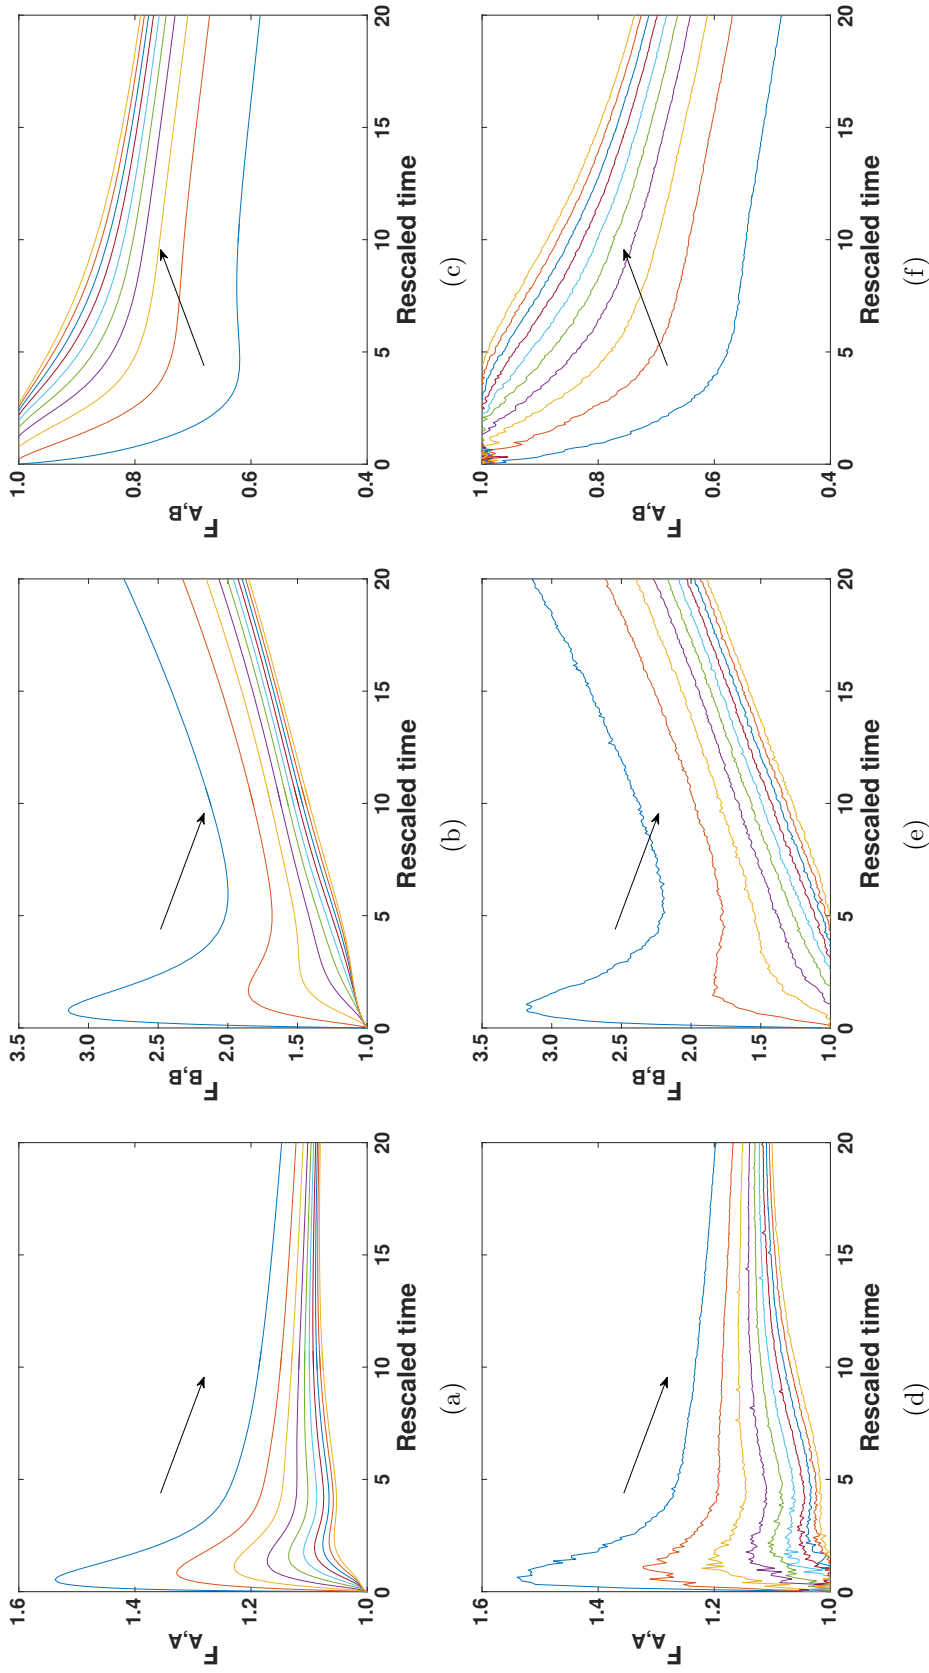 1.6
1.4
1.2
1.0
F_{A,A}
0 5 10 15 20
Rescaled time
(a)
3.5
3.0
2.5
2.0
1.5
1.0
F_{B,B}
0 5 10 15 20
Rescaled time
(b)
1.0
0.8
0.6
0.4
F_{A,B}
0 5 10 15 20
Rescaled time
(c)
1.6
1.4
1.2
1.0
F_{A,A}
0 5 10 15 20
Rescaled time
(d)
3.5
3.0
2.5
2.0
1.5
1.0
F_{B,B}
0 5 10 15 20
Rescaled time
(e)
1.0
0.8
0.6
0.4
F_{A,B}
0 5 10 15 20
Rescaled time
(f)